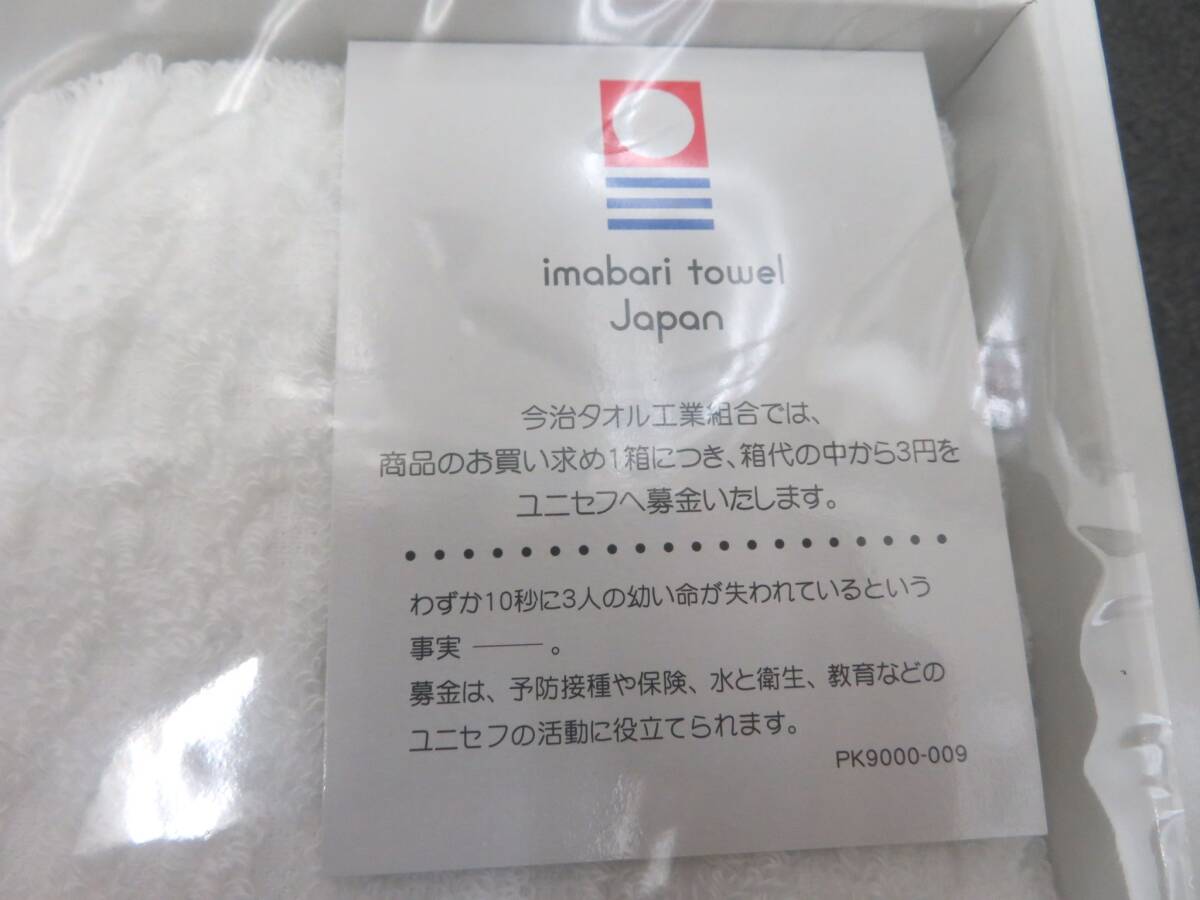 imabari towel
Japan
今治タオル工業組合では、
商品のお買い求め1箱につき、箱代の中から3円を
ユニセフへ募金いたします。
わずか10秒に3人の幼い命が失われているという
事実 ——— 。
募金は、予防接種や保険、水と衛生、教育などの
ユニセフの活動に役立てられます。
PK9000-009